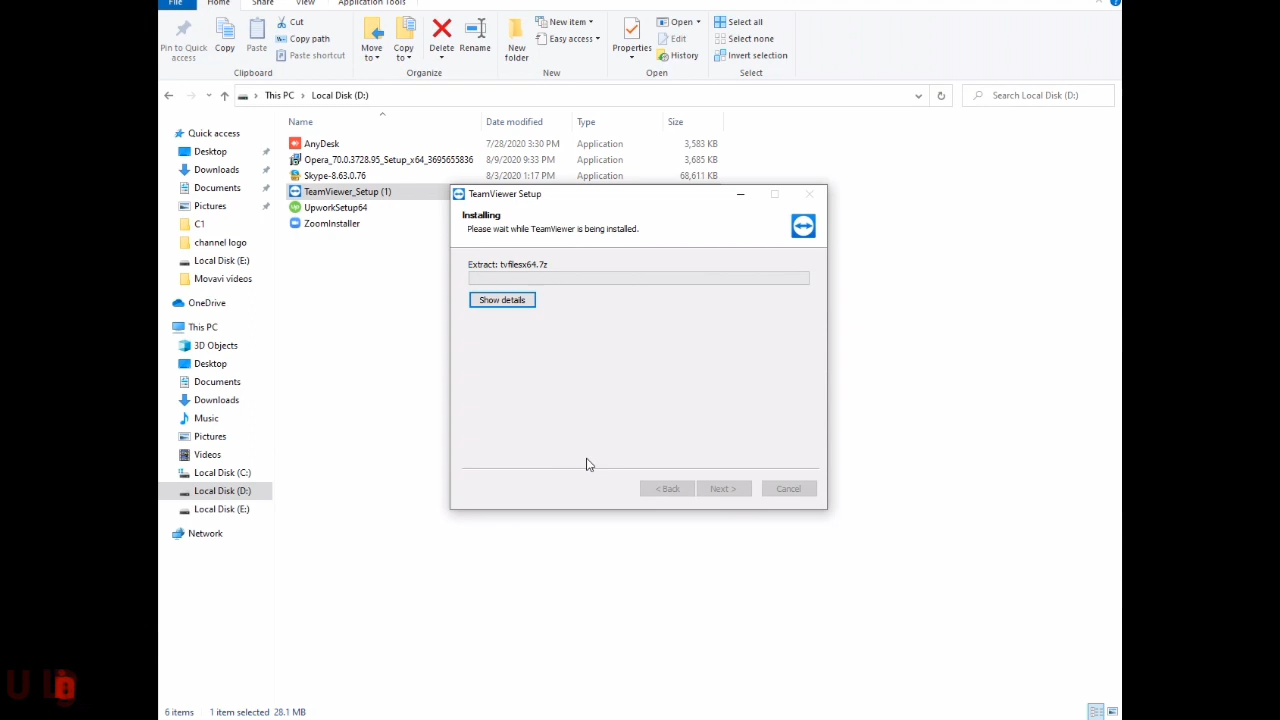 File Home Share View Application Tools
Pin to Quick access
Copy
Paste
Cut
Copy path
Paste shortcut
Clipboard
Move to
Copy to
Delete
Rename
Organize
New folder
New item
Easy access
New
Properties
Open
Edit
History
Open
Select all
Select none
Invert selection
Select
This PC > Local Disk (D:)
Search Local Disk (D:)
Name Date modified Type Size
AnyDesk 7/28/2020 3:30 PM Application 3,583 KB
Opera_70.0.3728.95_Setup_x64_3695655836 8/9/2020 9:33 PM Application 3,685 KB
Skype-8.63.0.76 8/3/2020 1:17 PM Application 68,611 KB
TeamViewer_Setup (1)
UpworkSetup64
ZoomInstaller
Quick access
Desktop
Downloads
Documents
Pictures
C1
channel logo
Local Disk (E:)
Movavi videos
OneDrive
This PC
3D Objects
Desktop
Documents
Downloads
Music
Pictures
Videos
Local Disk (C:)
Local Disk (D:)
Local Disk (E:)
Network
TeamViewer Setup
Installing
Please wait while TeamViewer is being installed.
Extract: tvfilesx64.7z
Show details
< Back Next > Cancel
6 items 1 item selected 28.1 MB